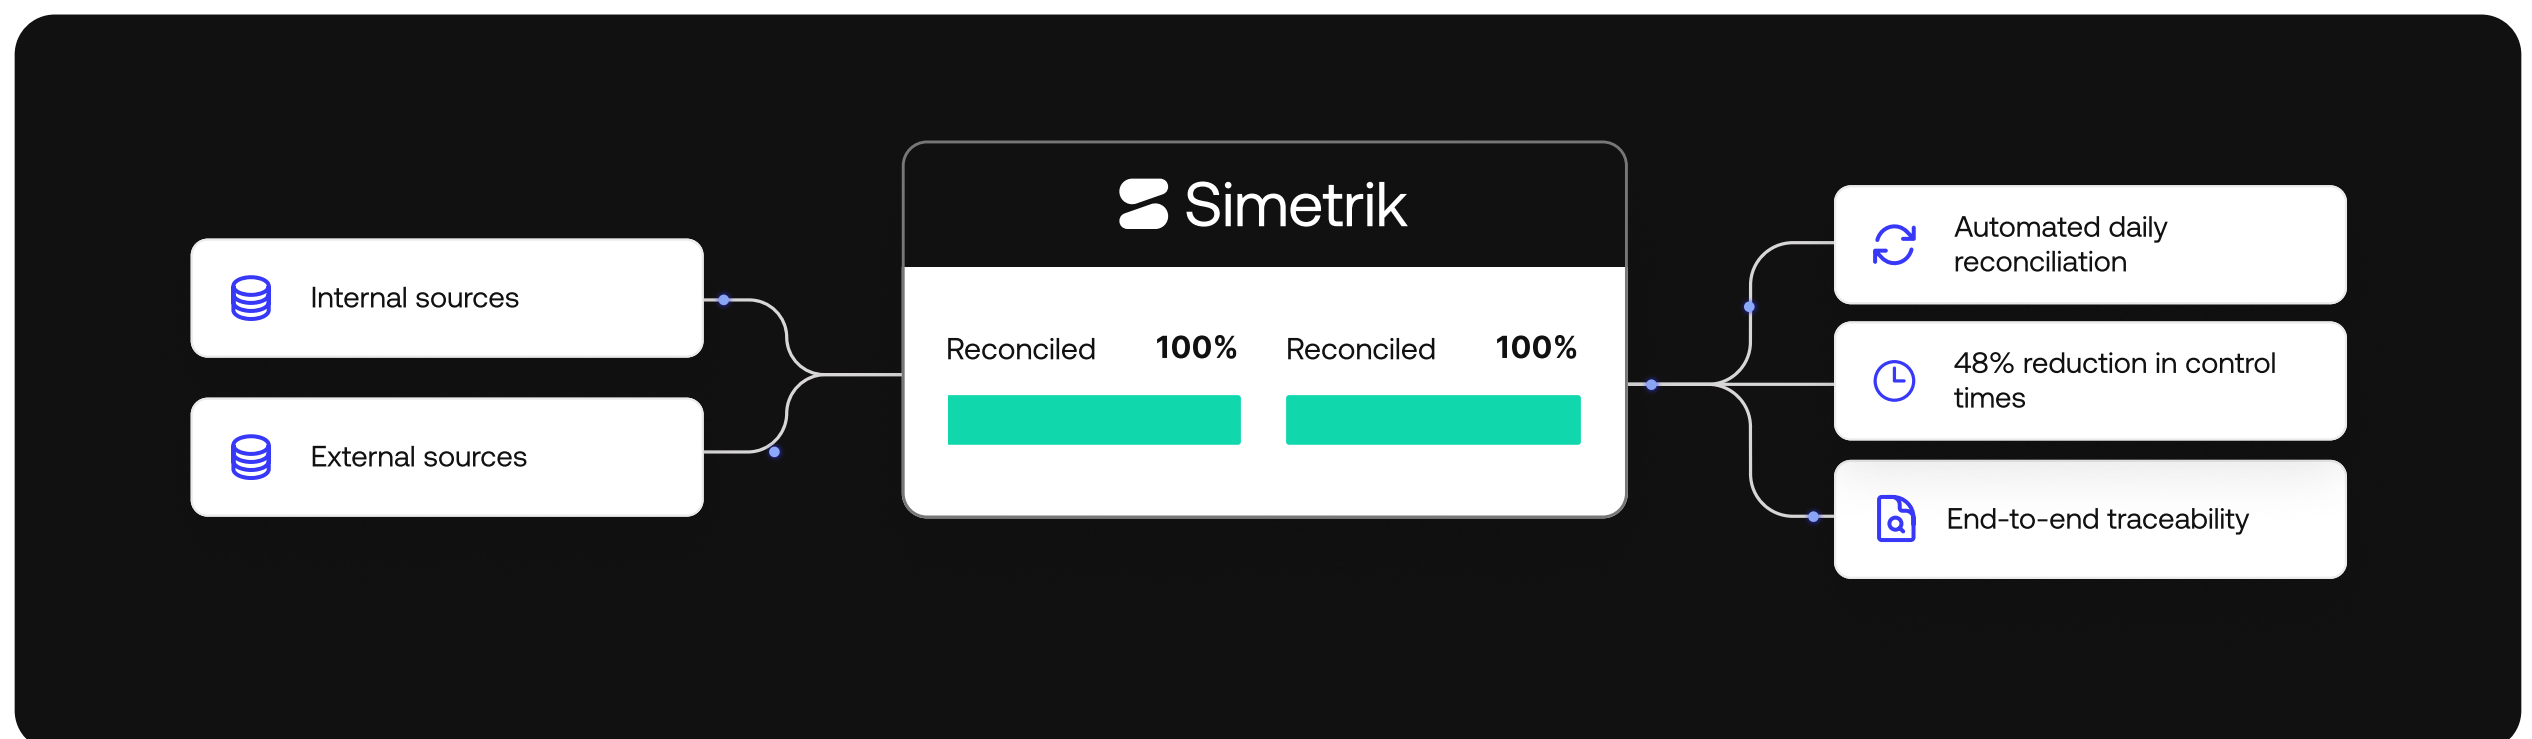 Internal sources
External sources
Simetrik
Reconciled 100% Reconciled 100%
Automated daily
reconciliation
48% reduction in control
times
End-to-end traceability